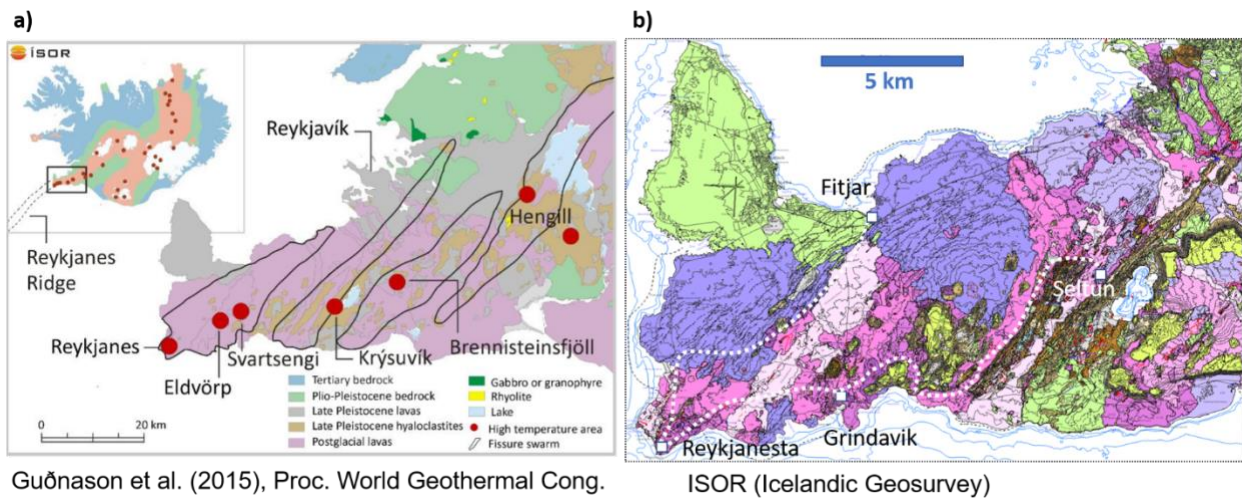 a)
ÍSOR
Reykjanes
Ridge
Reykjavík
Hengill
Reykjanes
Eldvörp
Svartsengi
Krýsuvík
Brennisteinsfjöll
Tertiary bedrock
Plio-Pleistocene bedrock
Late Pleistocene lavas
Late Pleistocene hyaloclastites
Postglacial lavas
Gabbro or granophyre
Rhyolite
Lake
High temperature area
Fissure swarm
0
20 km
Guðnason et al. (2015), Proc. World Geothermal Cong.
b)
5 km
Fitjar
Seltun
Grindavik
Reykjanesta
ISOR (Icelandic Geosurvey)